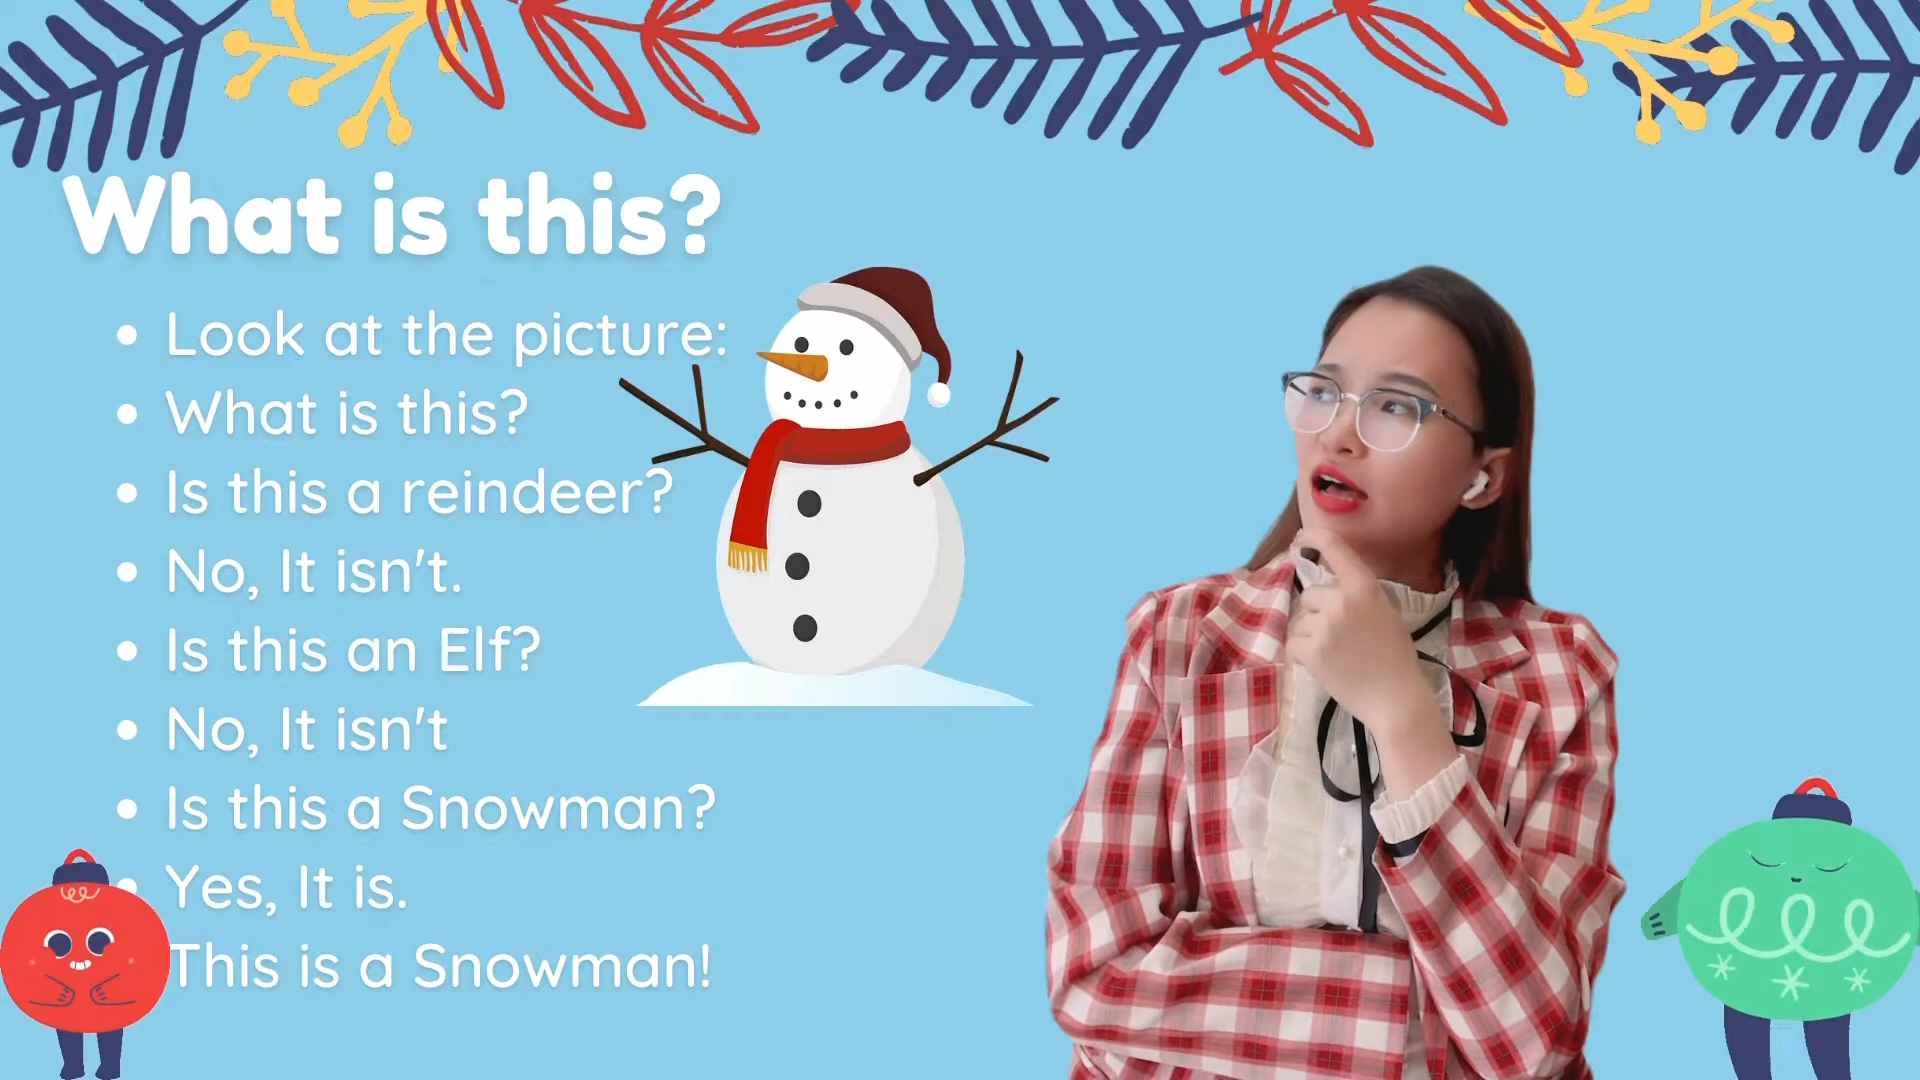 What is this?
Look at the picture:
What is this?
Is this a reindeer?
No, It isn't.
Is this an Elf?
No, It isn't
Is this a Snowman?
Yes, It is.
This is a Snowman!